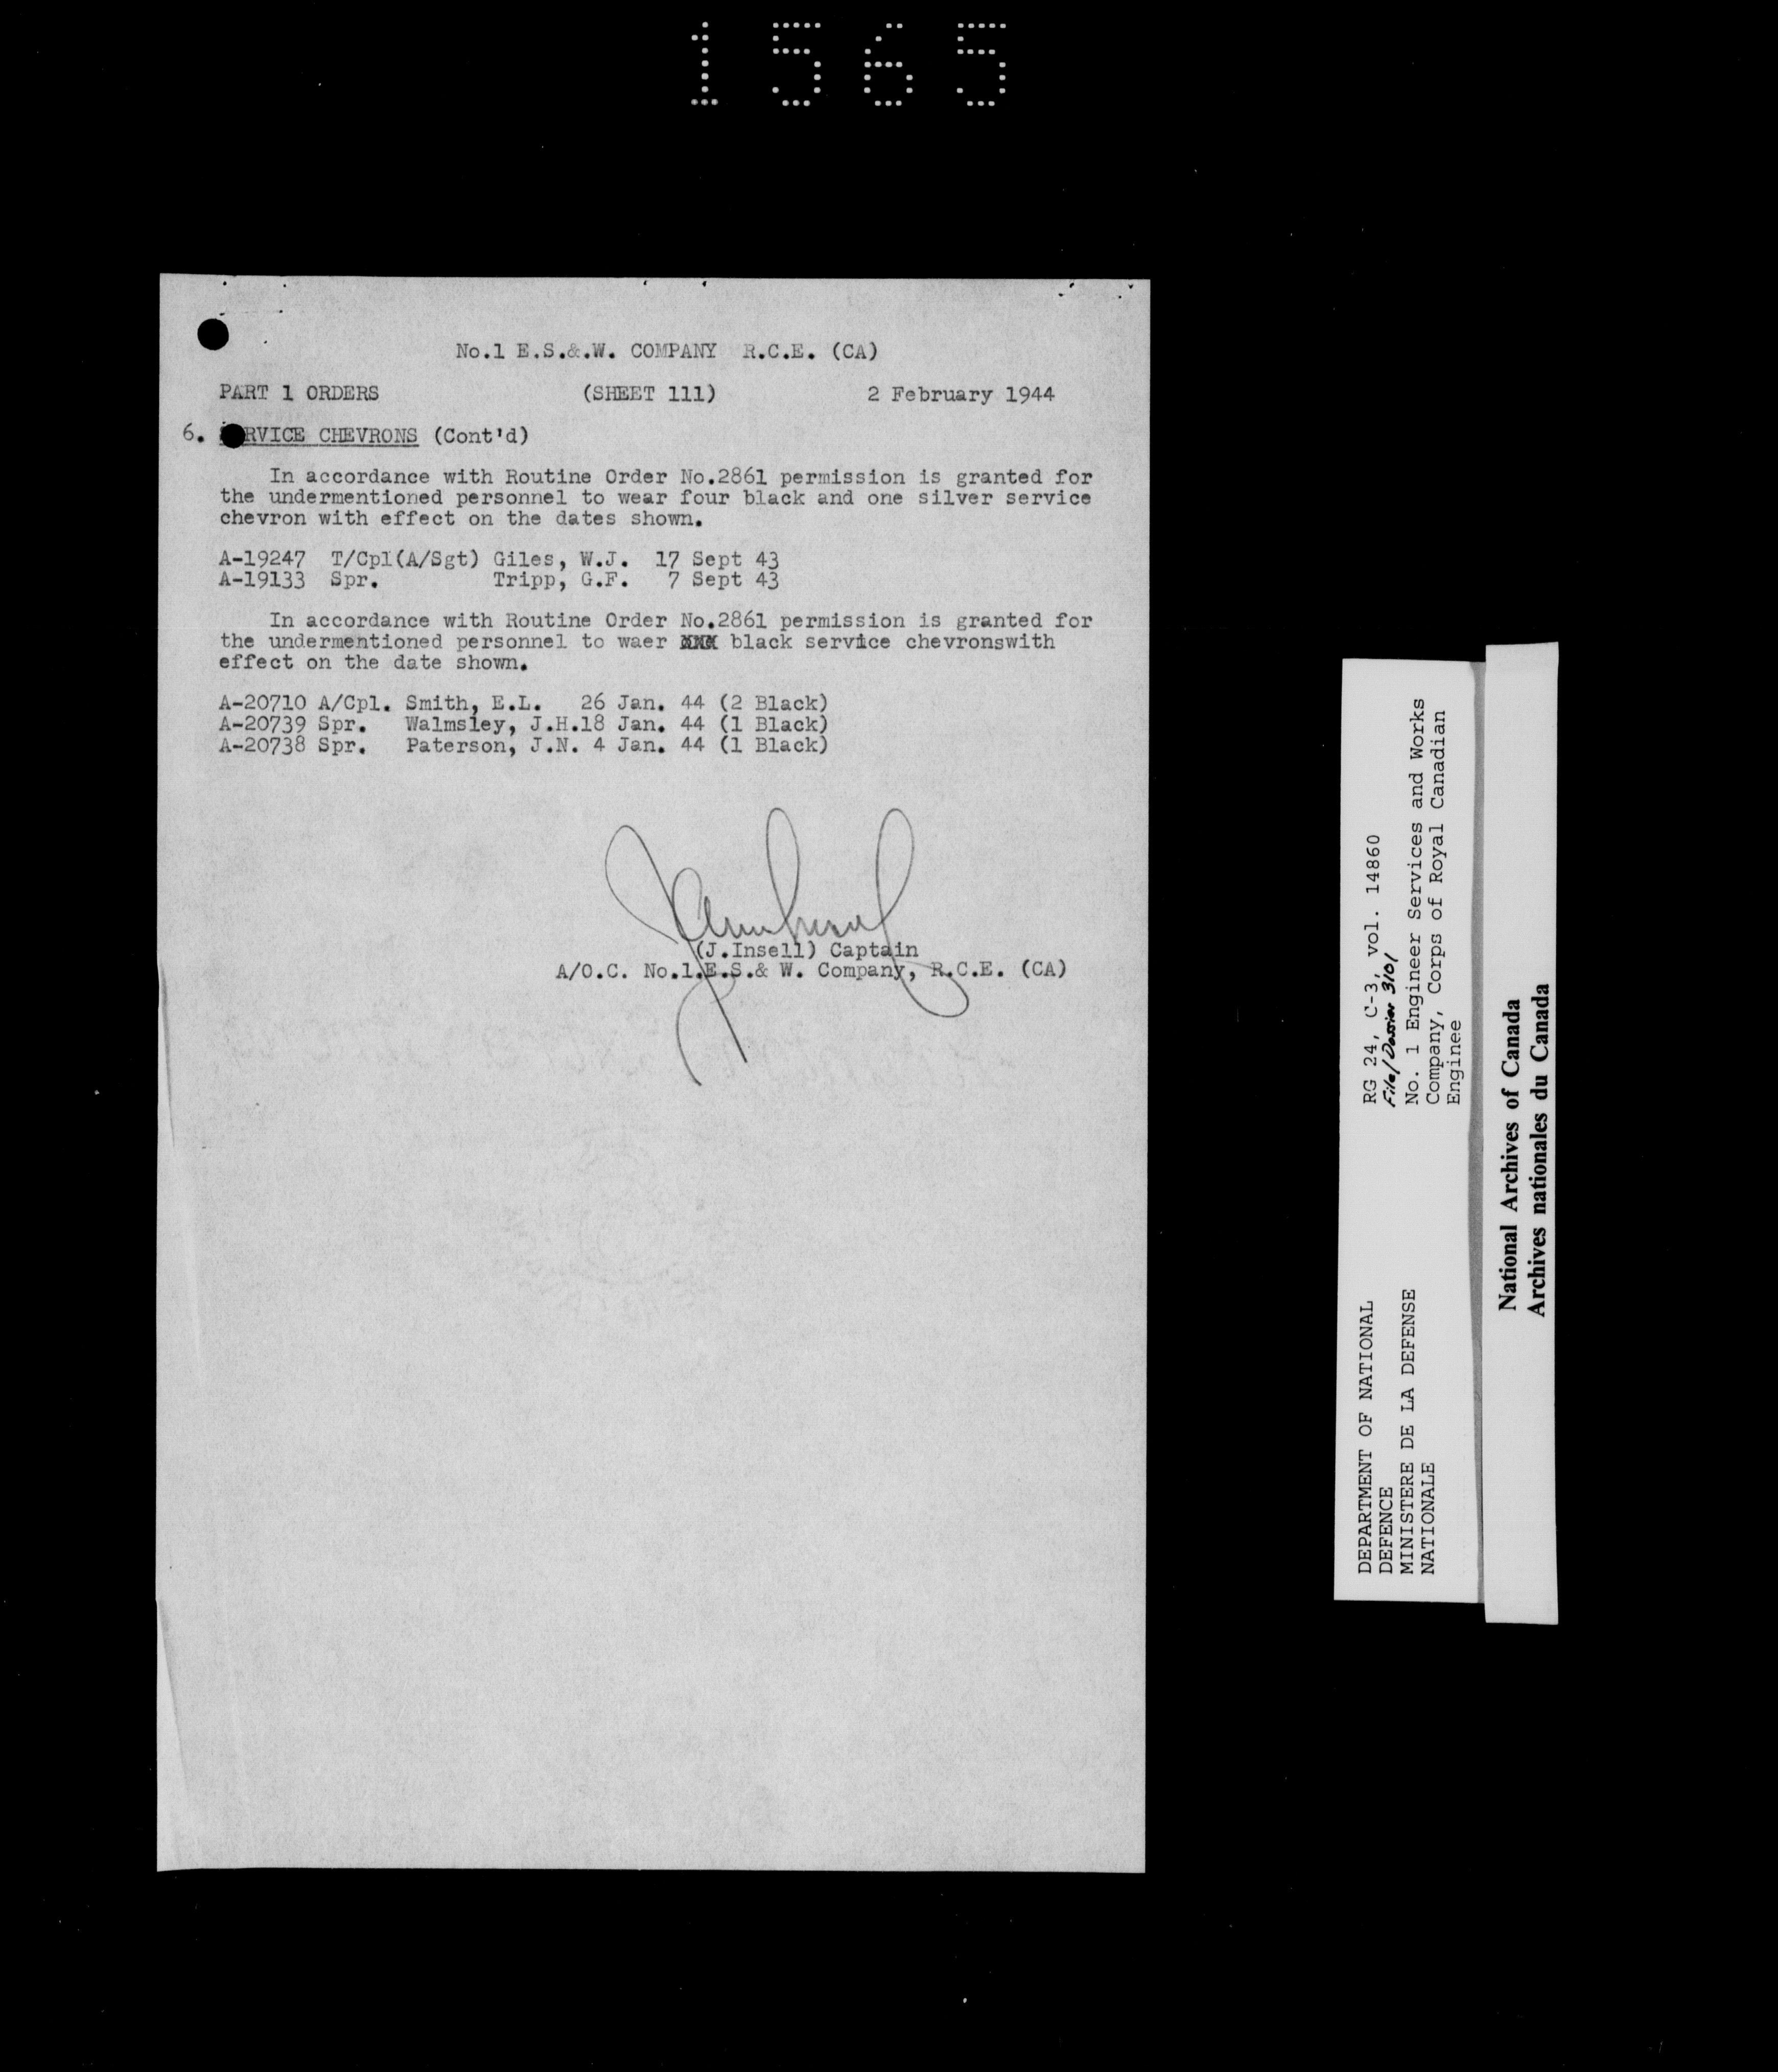 1565
No.1 E.S.&.W. COMPANY R.C.E. (CA)
PART 1 ORDERS (SHEET 111) 2 February 1944
6. RVICE CHEVRONS (Cont'd)
In accordance with Routine Order No.2861 permission is granted for
the undermentioned personnel to wear four black and one silver service
chevron with effect on the dates shown.
A-19247 T/Cpl(A/Sgt) Giles, W.J. 17 Sept 43
A-19133 Spr. Tripp, G.F. 7 Sept 43
In accordance with Routine Order No.2861 permission is granted for
the undermentioned personnel to waer black service chevronswith
effect on the date shown.
A-20710 A/Cpl. Smith, E.L. 26 Jan. 44 (2 Black)
A-20739 Spr. Walmsley, J.H.18 Jan. 44 (1 Black)
A-20738 Spr. Paterson, J.N. 4 Jan. 44 (1 Black)
(J.Insell) Captain
A/O.C. No.1.E.S.& W. Company, R.C.E. (CA)
RG 24, C-3, vol. 14860
File/Dossier 3101
No. 1 Engineer Services and Works
Company, Corps of Royal Canadian
Enginee
DEPARTMENT OF NATIONAL
DEFENCE
MINISTERE DE LA DEFENSE
NATIONALE
National Archives of Canada
Archives nationales du Canada